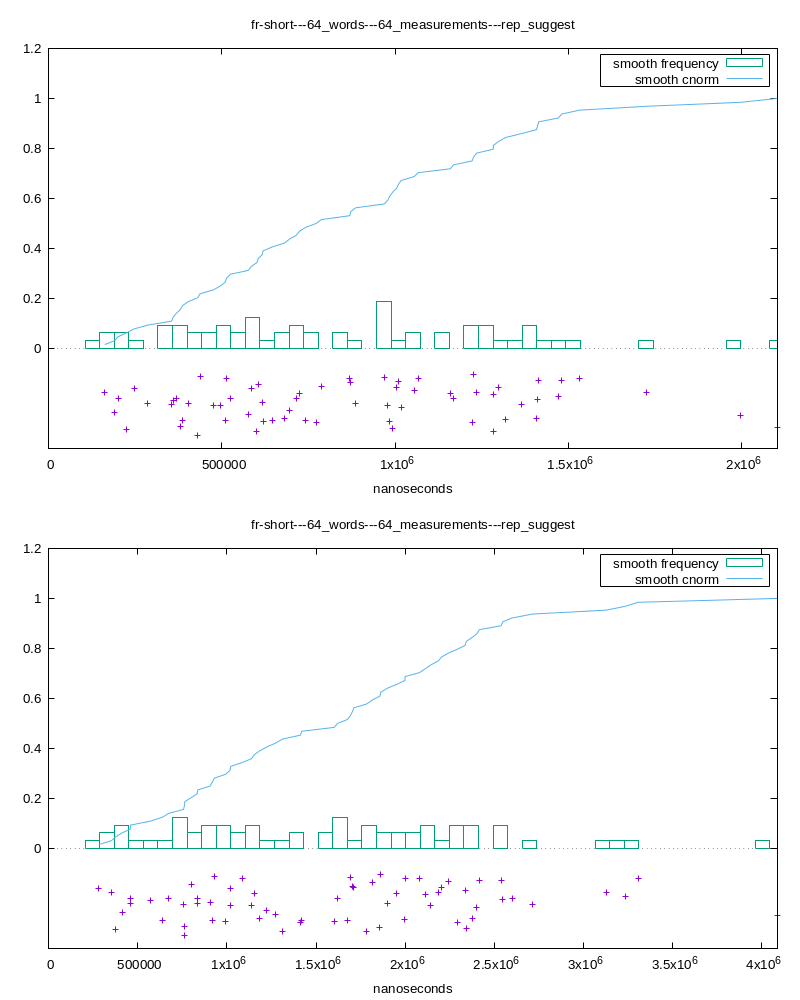 fr-short---64_words---64_measurements---rep_suggest
1.2
smooth frequency
smooth cnorm
1
0.8
0.6
0.4
0.2
0
0 500000 1x10^6 1.5x10^6 2x10^6
nanoseconds
fr-short---64_words---64_measurements---rep_suggest
1.2
smooth frequency
smooth cnorm
1
0.8
0.6
0.4
0.2
0
0 500000 1x10^6 1.5x10^6 2x10^6 2.5x10^6 3x10^6 3.5x10^6 4x10^6
nanoseconds